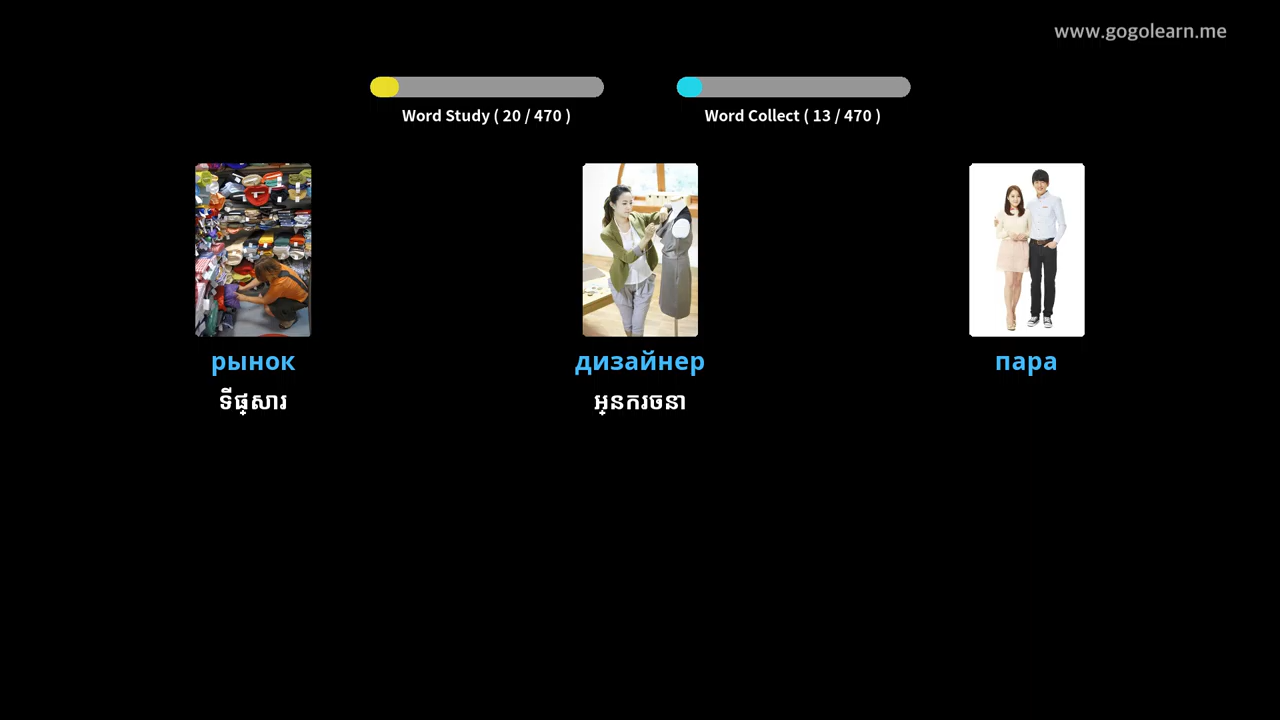 www.gogolearn.me
Word Study ( 20 / 470 )
Word Collect ( 13 / 470 )
рынок
дизайнер
пара
ទីផ្សារ
អ្នករចនា